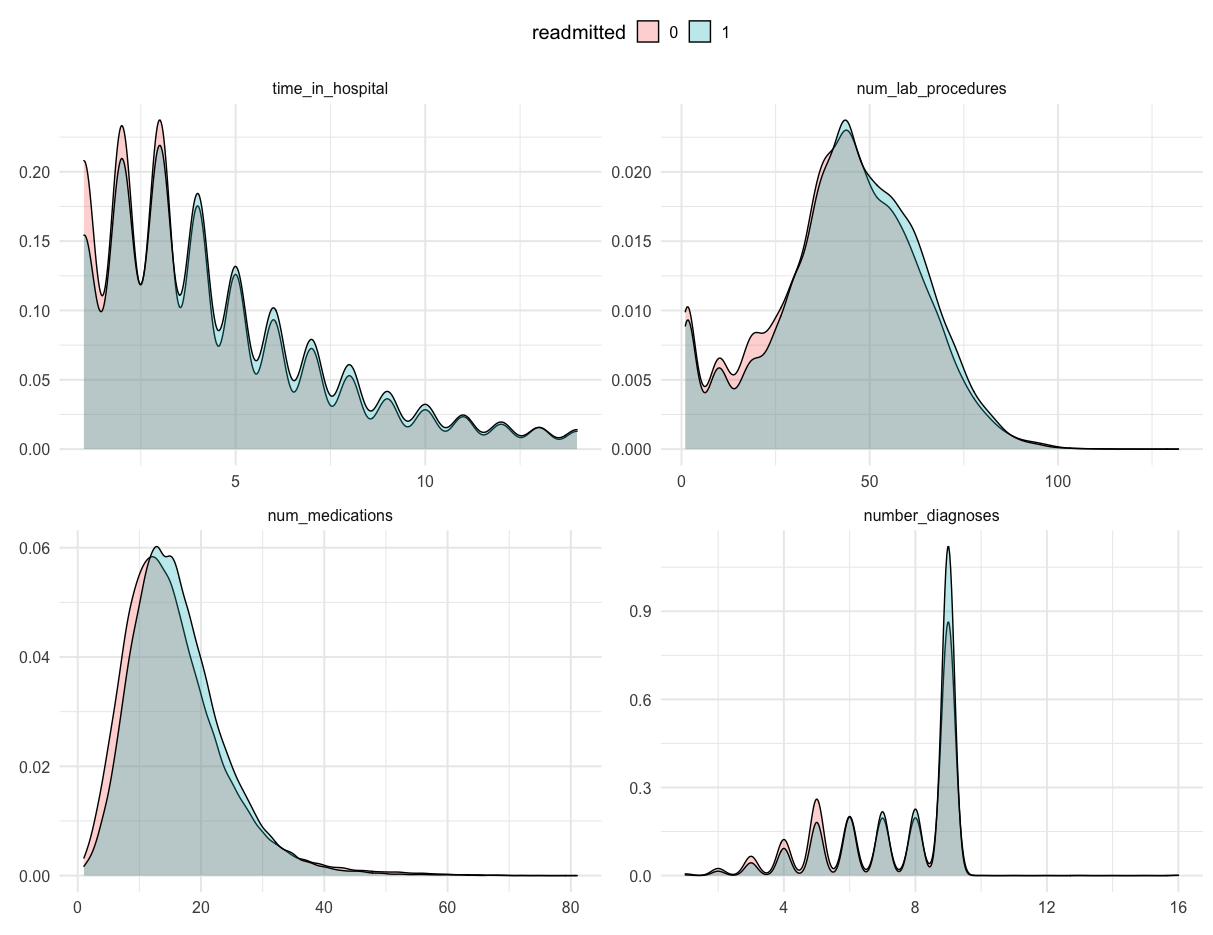 readmitted 0 1
time_in_hospital
num_lab_procedures
0.20
0.15
0.10
0.05
0.00
5 10
0.020
0.015
0.010
0.005
0.000
0 50 100
num_medications
number_diagnoses
0.06
0.04
0.02
0.00
0 20 40 60 80
0.9
0.6
0.3
0.0
4 8 12 16